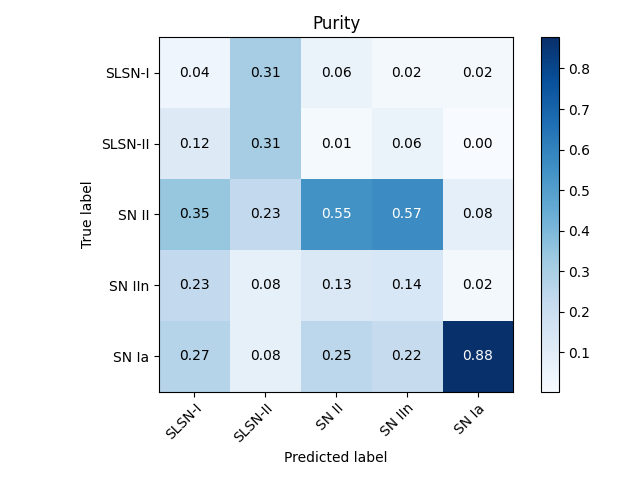 Purity
SLSN-I 0.04 0.31 0.06 0.02 0.02
SLSN-II 0.12 0.31 0.01 0.06 0.00
SN II 0.35 0.23 0.55 0.57 0.08
SN IIn 0.23 0.08 0.13 0.14 0.02
SN Ia 0.27 0.08 0.25 0.22 0.88
True label
SLSN-I SLSN-II SN II SN IIn SN Ia
Predicted label
0.8
0.7
0.6
0.5
0.4
0.3
0.2
0.1